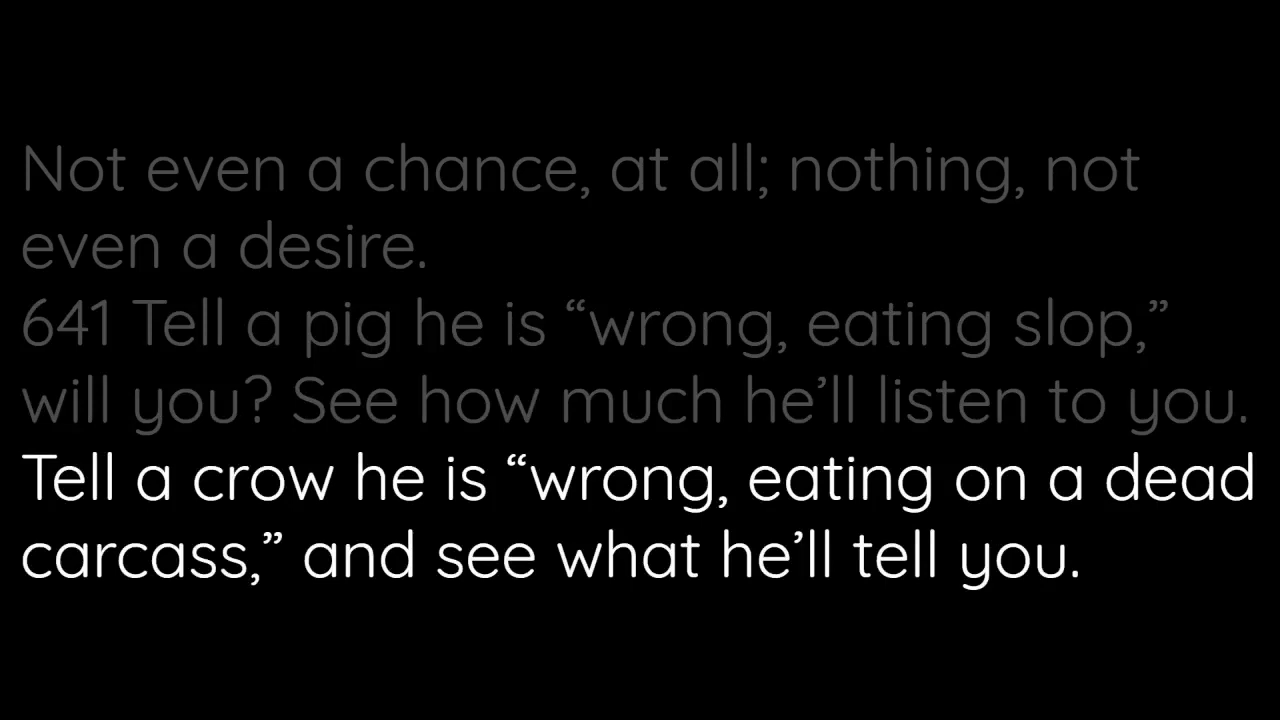 Not even a chance, at all; nothing, not
even a desire.
641 Tell a pig he is “wrong, eating slop,”
will you? See how much he’ll listen to you.
Tell a crow he is “wrong, eating on a dead
carcass,” and see what he’ll tell you.